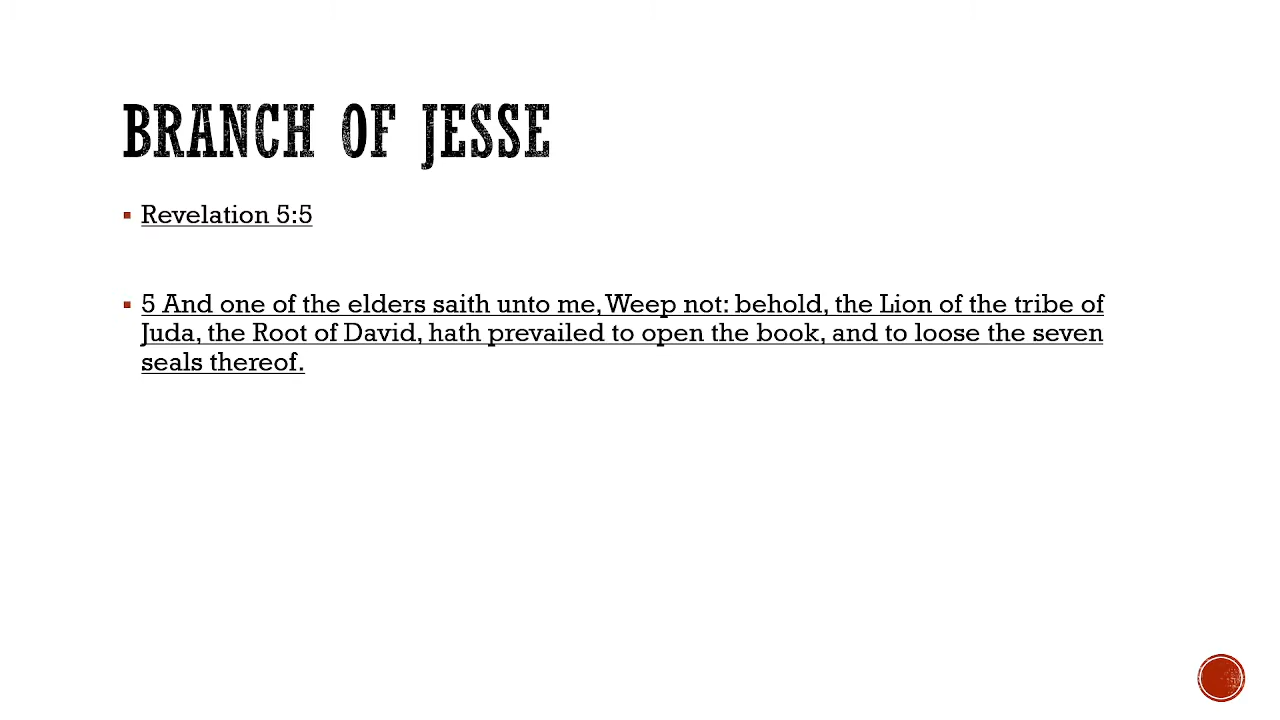 BRANCH OF JESSE
▪ Revelation 5:5
▪ 5 And one of the elders saith unto me, Weep not: behold, the Lion of the tribe of
Juda, the Root of David, hath prevailed to open the book, and to loose the seven
seals thereof.